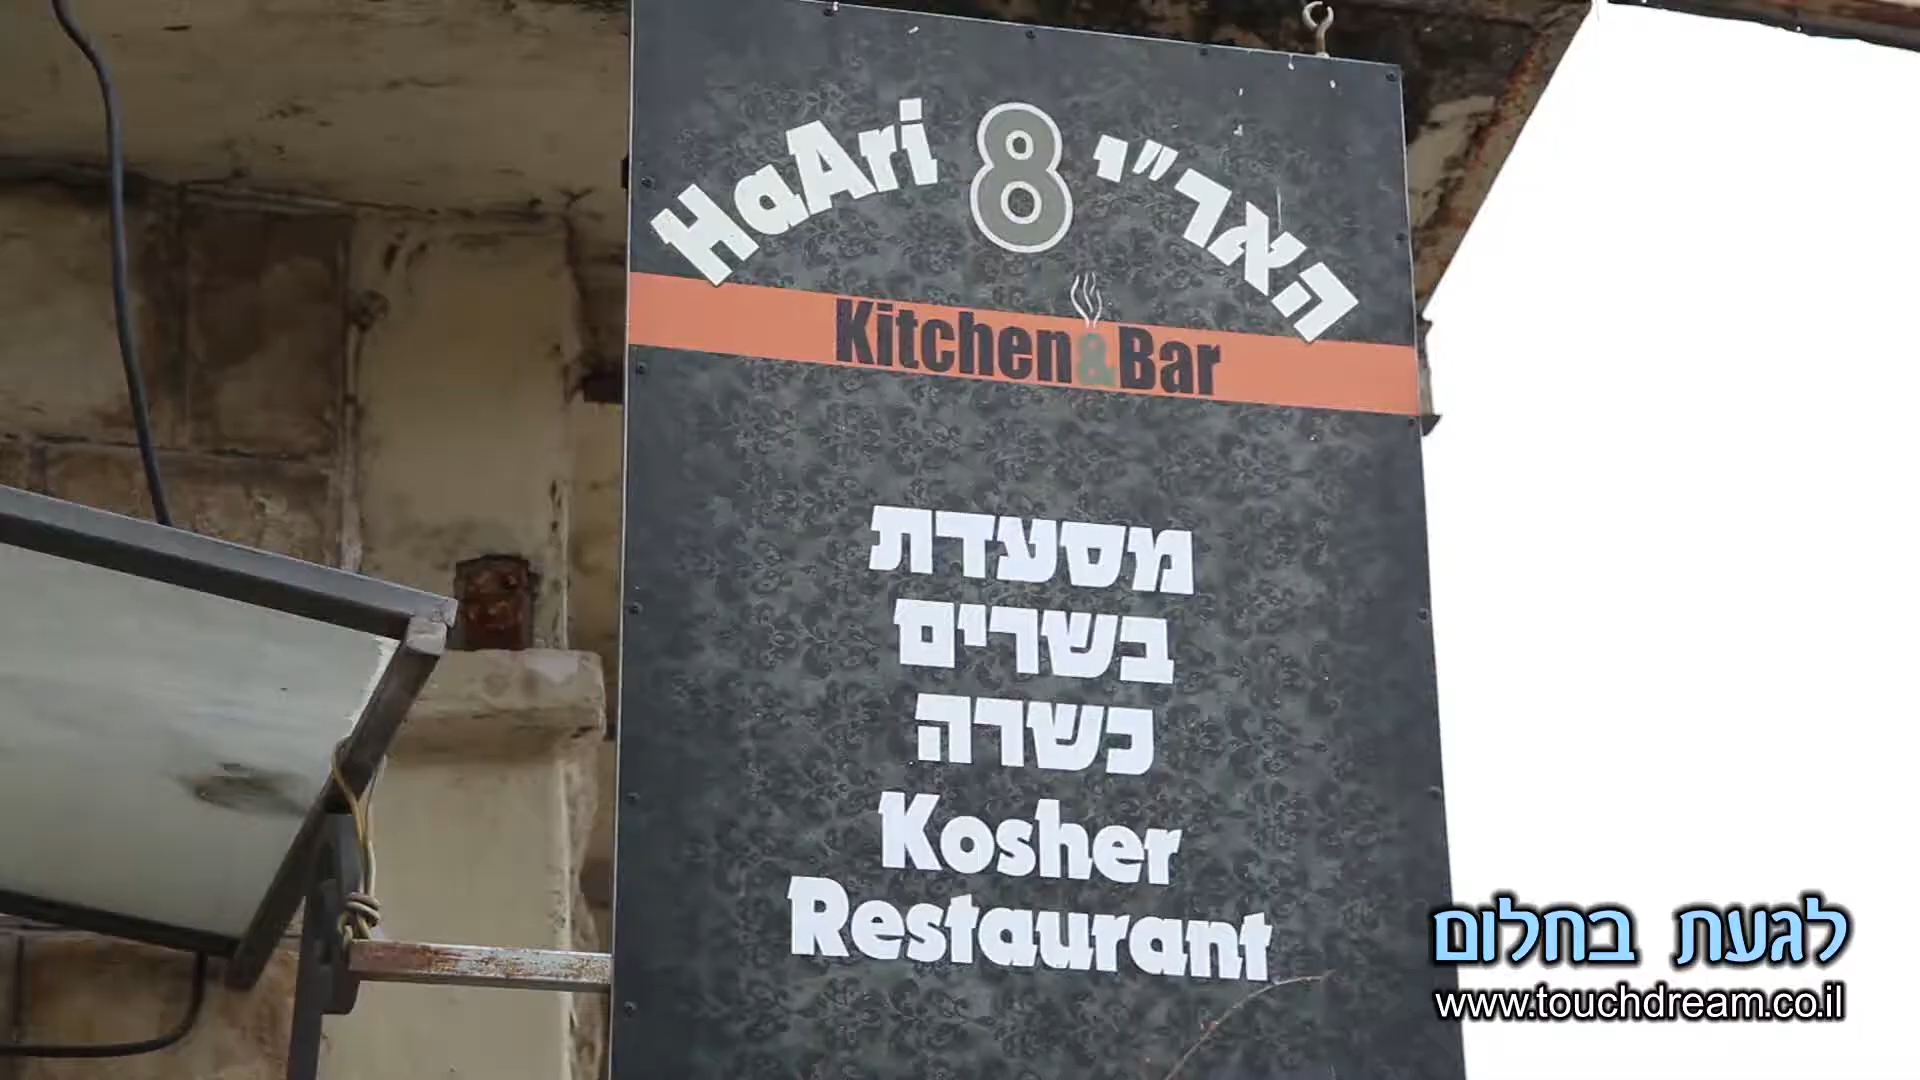 HaAri 8 האר"י
Kitchen & Bar
מסעדת
בשרים
כשרה
Kosher
Restaurant
לגעת בחלום
www.touchdream.co.il